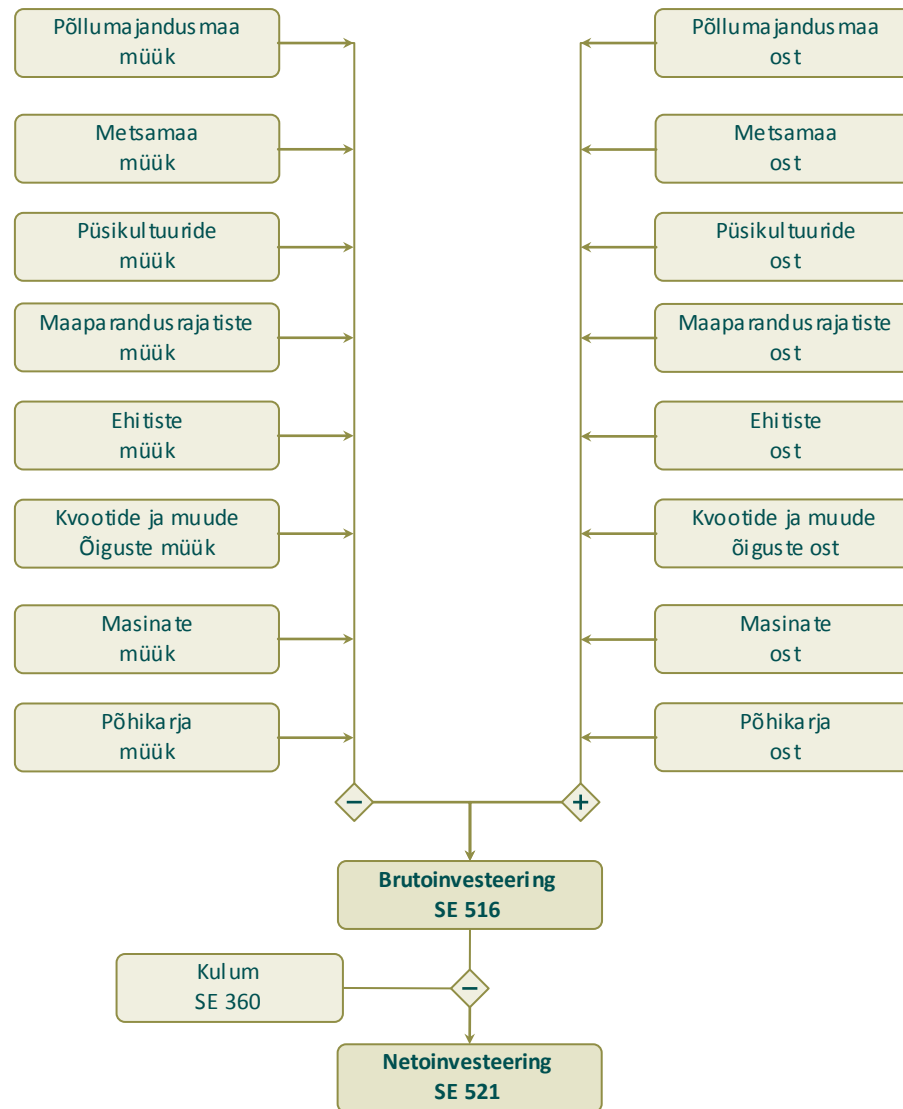 Põllumajandusmaa
müük
Põllumajandusmaa
ost
Metsamaa
müük
Metsamaa
ost
Püsikultuuride
müük
Püsikultuuride
ost
Maaparandusrajatiste
müük
Maaparandusrajatiste
ost
Ehitiste
müük
Ehitiste
ost
Kvootide ja muude
Õiguste müük
Kvootide ja muude
õiguste ost
Masinate
müük
Masinate
ost
Põhikarja
müük
Põhikarja
ost
−
+
Brutoinvesteering
SE 516
Kulum
SE 360
−
Netoinvesteering
SE 521